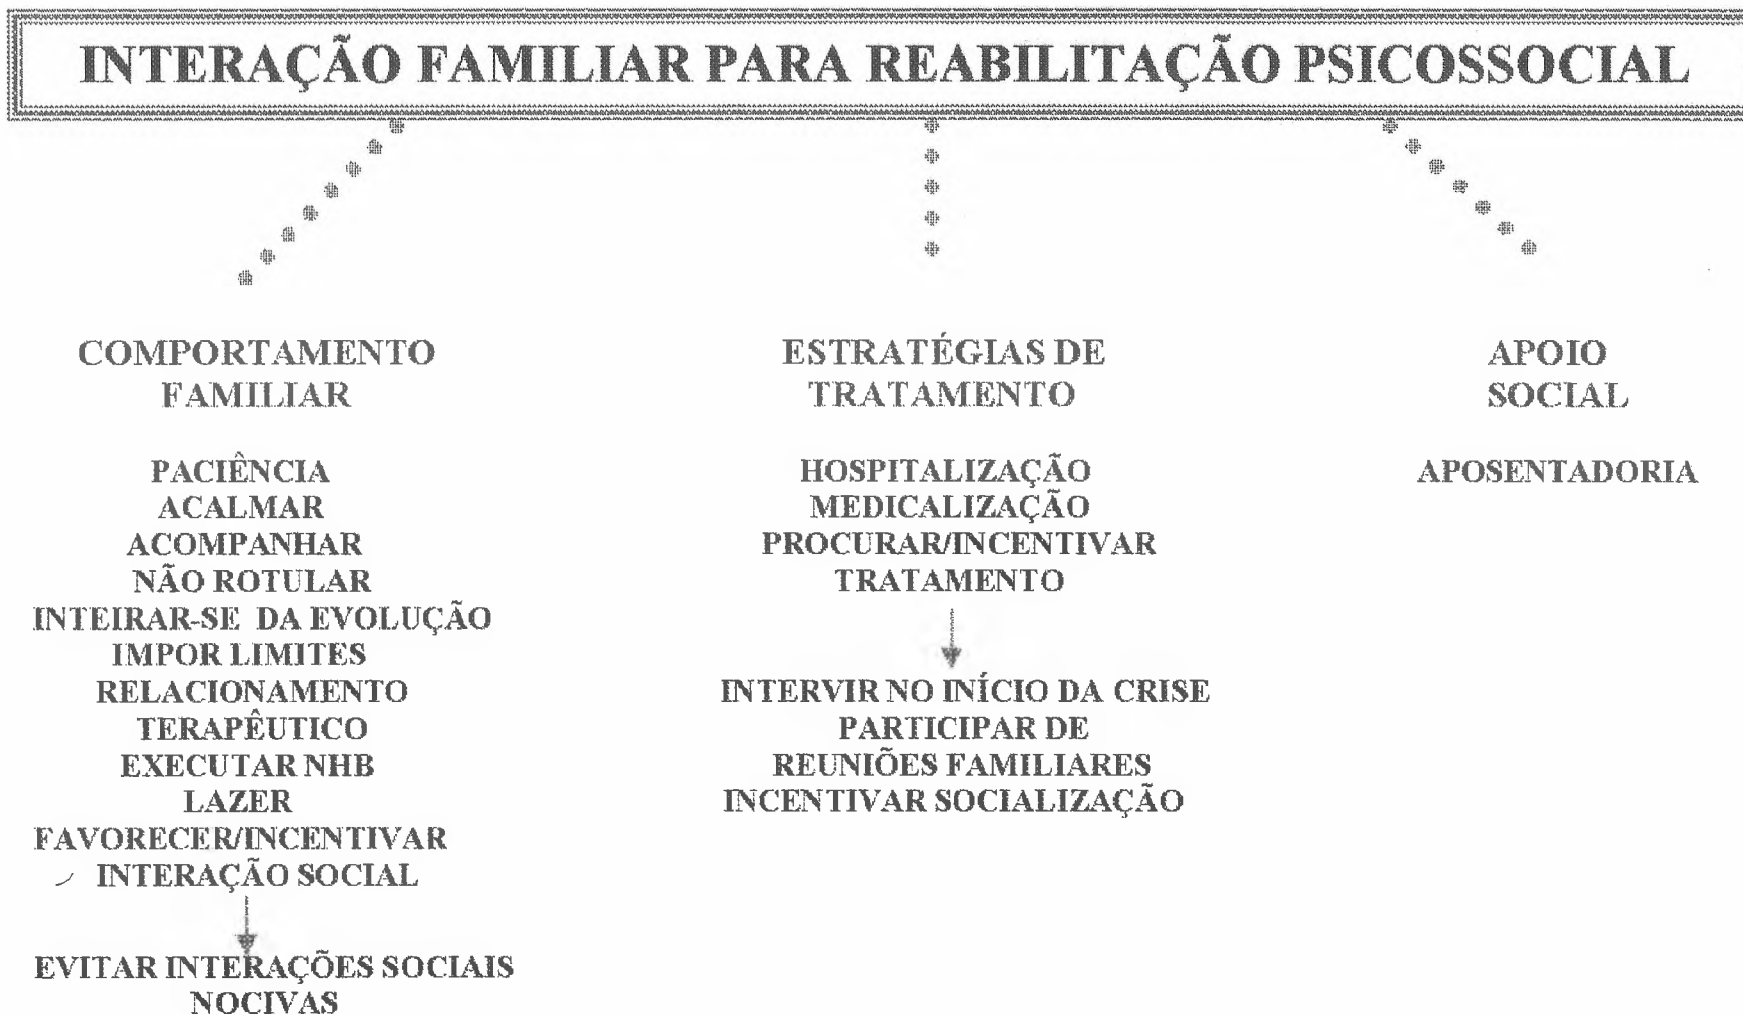 INTERAÇÃO FAMILIAR PARA REABILITAÇÃO PSICOSSOCIAL
COMPORTAMENTO
FAMILIAR
PACIÊNCIA
ACALMAR
ACOMPANHAR
NÃO ROTULAR
INTEIRAR-SE DA EVOLUÇÃO
IMPOR LIMITES
RELACIONAMENTO
TERAPÊUTICO
EXECUTAR NHB
LAZER
FAVORECER/INCENTIVAR
INTERAÇÃO SOCIAL
EVITAR INTERAÇÕES SOCIAIS
NOCIVAS
ESTRATÉGIAS DE
TRATAMENTO
HOSPITALIZAÇÃO
MEDICALIZAÇÃO
PROCURAR/INCENTIVAR
TRATAMENTO
INTERVIR NO INÍCIO DA CRISE
PARTICIPAR DE
REUNIÕES FAMILIARES
INCENTIVAR SOCIALIZAÇÃO
APOIO
SOCIAL
APOSENTADORIA